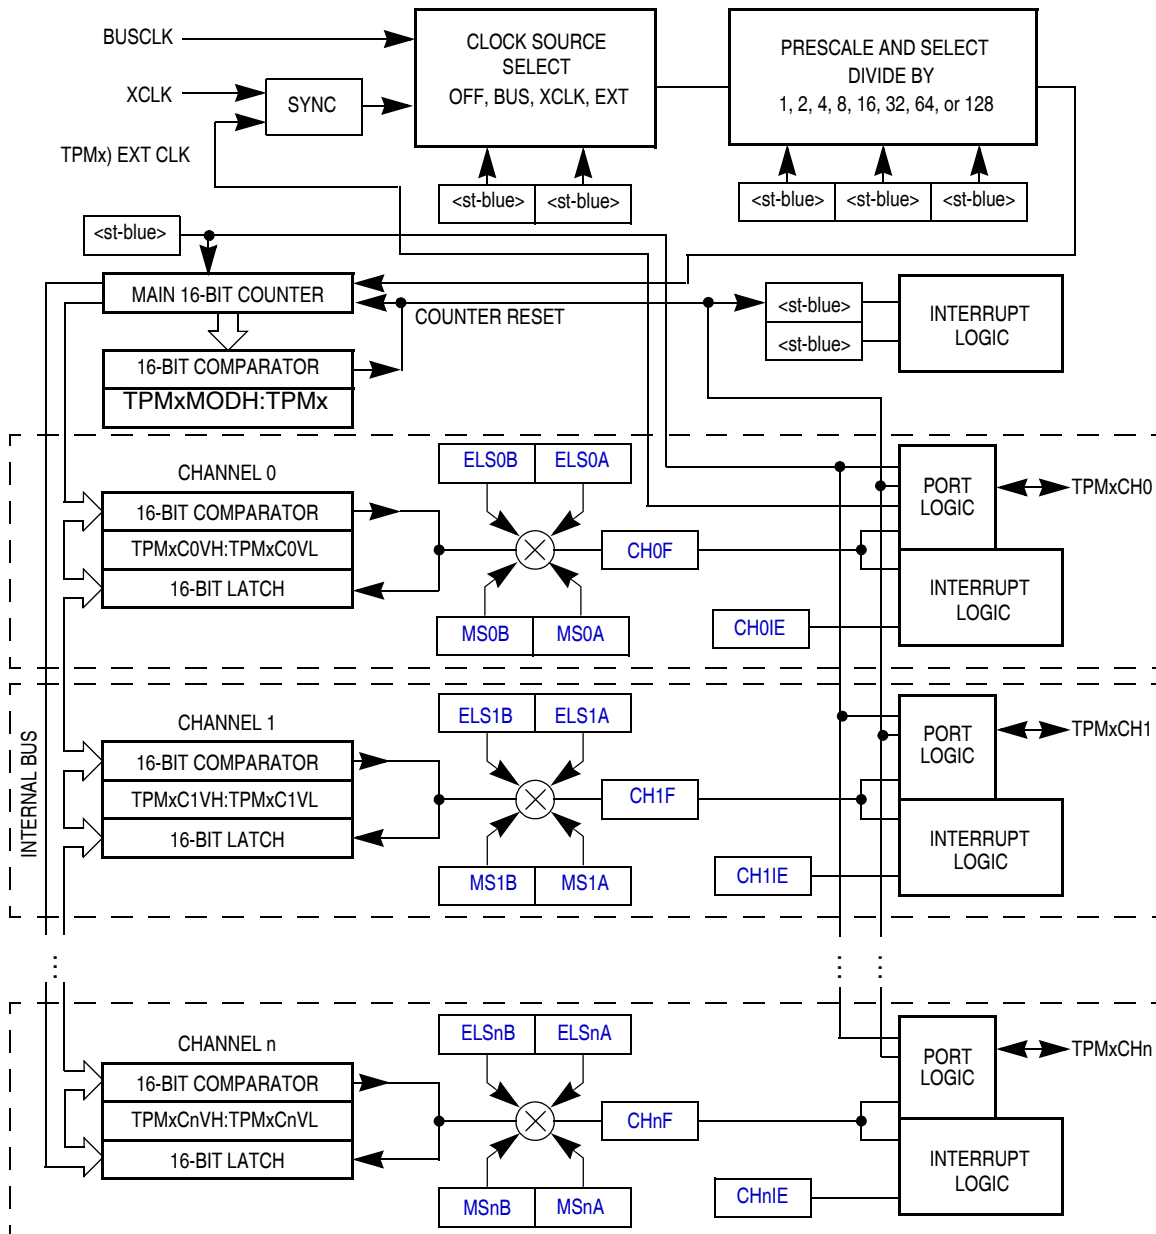 BUSCLK
XCLK
SYNC
TPMx) EXT CLK
CLOCK SOURCE
SELECT
OFF, BUS, XCLK, EXT
PRESCALE AND SELECT
DIVIDE BY
1, 2, 4, 8, 16, 32, 64, or 128
<st-blue>
<st-blue>
<st-blue>
<st-blue>
<st-blue>
<st-blue>
MAIN 16-BIT COUNTER
COUNTER RESET
<st-blue>
<st-blue>
INTERRUPT
LOGIC
16-BIT COMPARATOR
TPMxMODH:TPMx
CHANNEL 0
16-BIT COMPARATOR
TPMxC0VH:TPMxC0VL
16-BIT LATCH
ELS0B
ELS0A
MS0B
MS0A
CH0F
CH0IE
PORT
LOGIC
INTERRUPT
LOGIC
TPMxCH0
INTERNAL BUS
CHANNEL 1
16-BIT COMPARATOR
TPMxC1VH:TPMxC1VL
16-BIT LATCH
ELS1B
ELS1A
MS1B
MS1A
CH1F
CH1IE
PORT
LOGIC
INTERRUPT
LOGIC
TPMxCH1
...
...
...
CHANNEL n
16-BIT COMPARATOR
TPMxCnVH:TPMxCnVL
16-BIT LATCH
ELSnB
ELSnA
MSnB
MSnA
CHnF
CHnIE
PORT
LOGIC
INTERRUPT
LOGIC
TPMxCHn